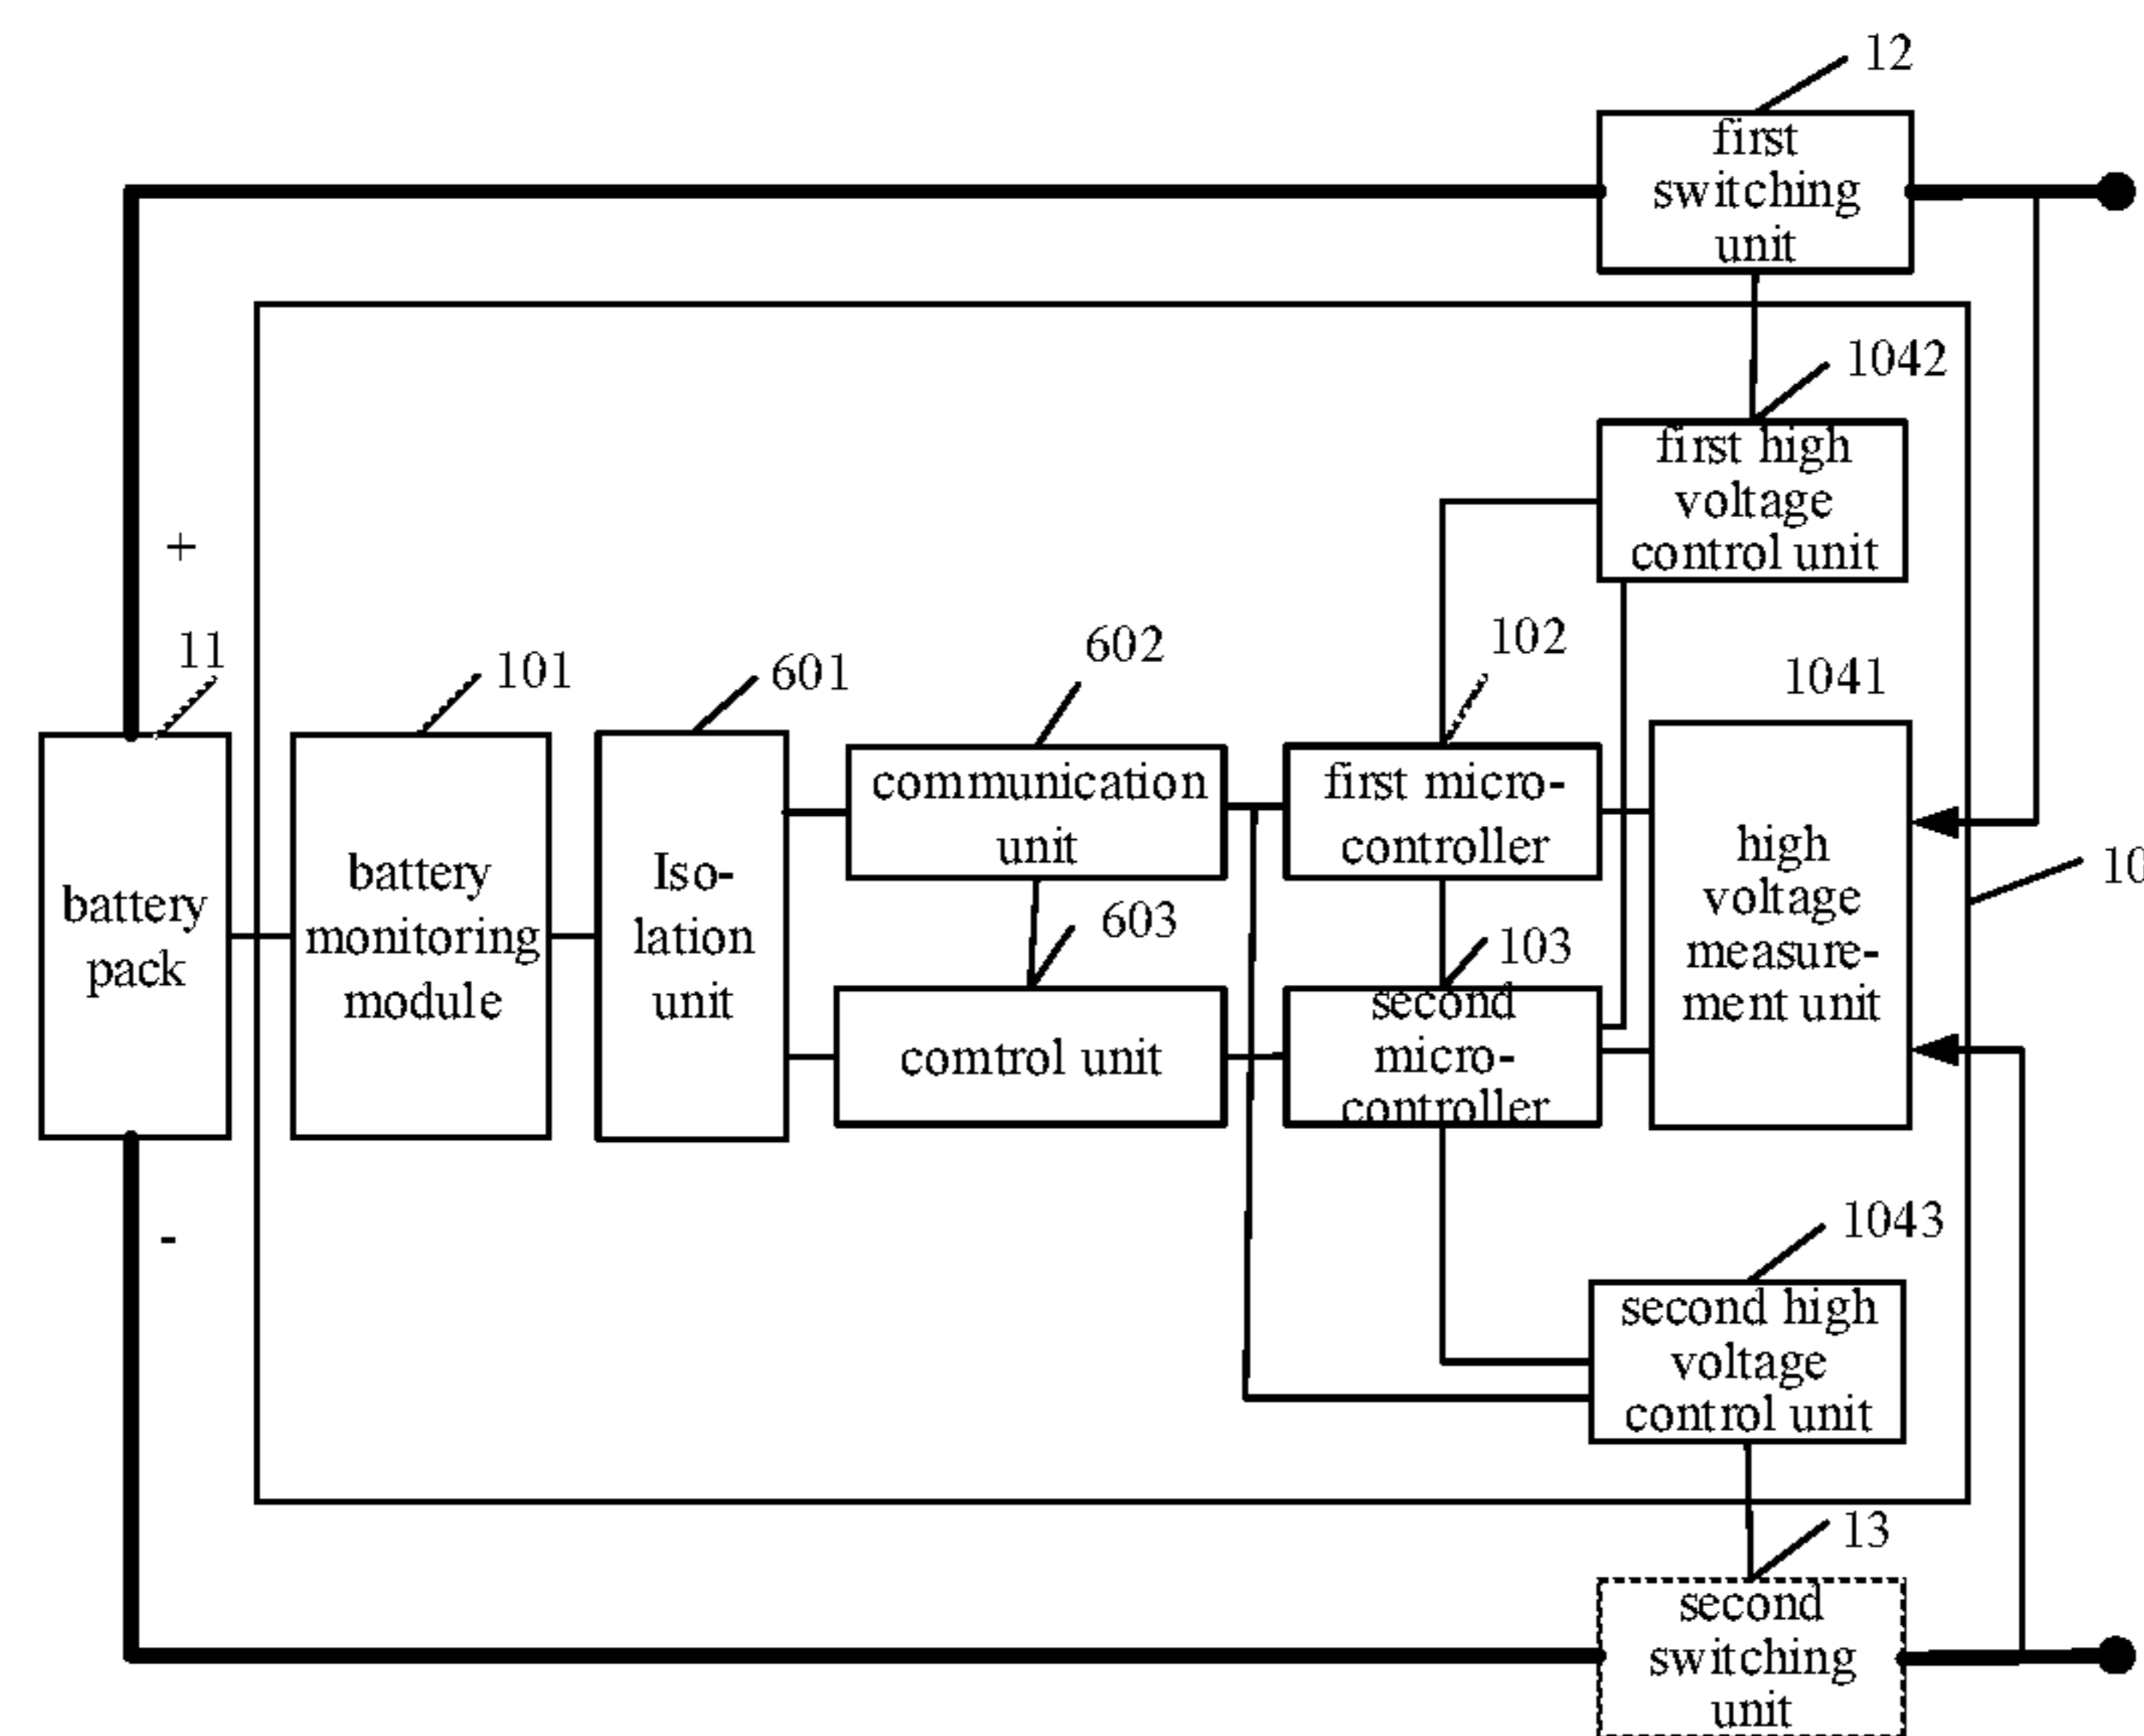 12
first
switching
unit
1042
first high
voltage
control unit
+
11
101
601
602
102
1041
battery
pack
battery
monitoring
module
Iso-
lation
unit
communication
unit
first micro-
controller
high
voltage
measure-
ment unit
10
603
103
comtrol unit
second
micro-
controller
-
1043
second high
voltage
control unit
13
second
switching
unit